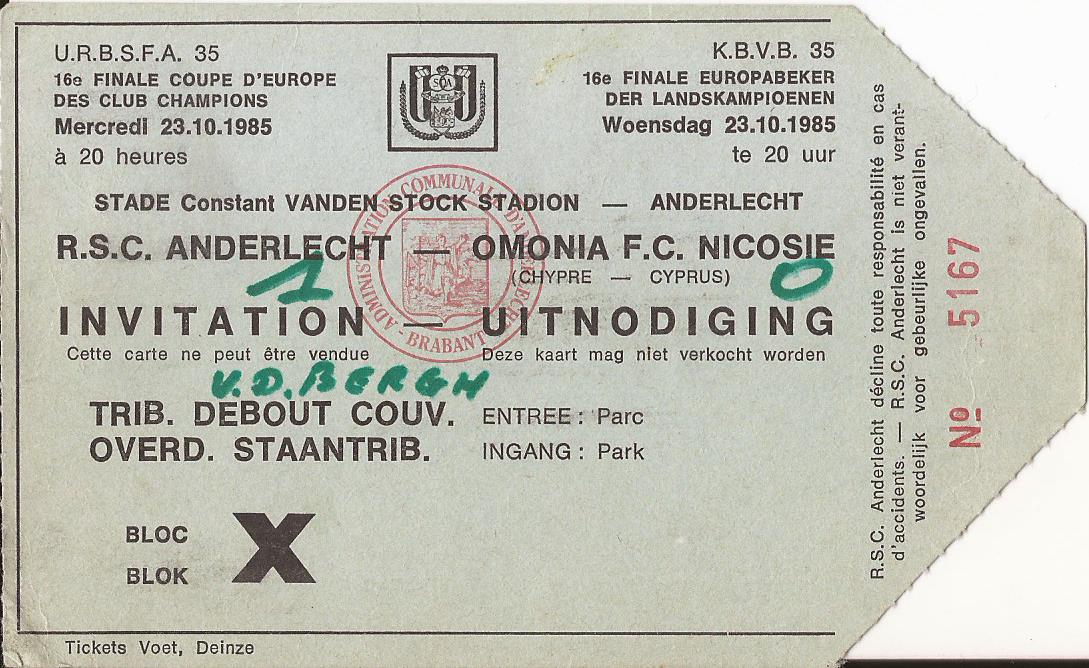 U.R.B.S.F.A. 35
16e FINALE COUPE D'EUROPE
DES CLUB CHAMPIONS
Mercredi 23.10.1985
à 20 heures
K.B.V.B. 35
16e FINALE EUROPABEKER
DER LANDSKAMPIOENEN
Woensdag 23.10.1985
te 20 uur
STADE Constant VANDEN STOCK STADION — ANDERLECHT
R.S.C. ANDERLECHT — OMONIA F.C. NICOSIE
(CHYPRE — CYPRUS)
1 0
INVITATION — UITNODIGING
Cette carte ne peut être vendue Deze kaart mag niet verkocht worden
V.D. BERGH
TRIB. DEBOUT COUV. ENTREE : Parc
OVERD. STAANTRIB. INGANG : Park
BLOC
BLOK
X
Tickets Voet, Deinze
ADMINISTRATION COMMUNALE D'ANDERLECHT - BRABANT -
R.S.C. Anderlecht décline toute responsabilité en cas
d'accidents. — R.S.C. Anderlecht is niet verant-
woordelijk voor gebeurlijke ongevallen.
Nº 5167